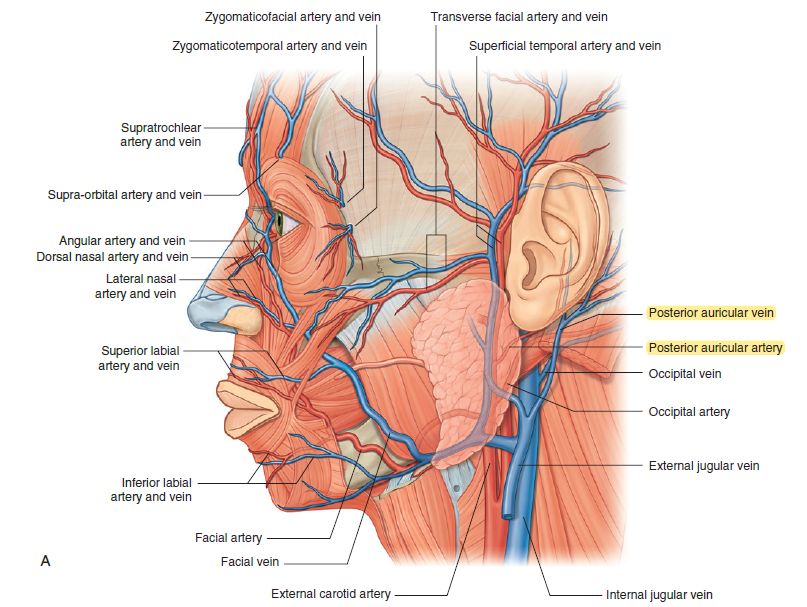 Zygomaticofacial artery and vein
Transverse facial artery and vein
Zygomaticotemporal artery and vein
Superficial temporal artery and vein
Supratrochlear
artery and vein
Supra-orbital artery and vein
Angular artery and vein
Dorsal nasal artery and vein
Lateral nasal
artery and vein
Superior labial
artery and vein
Inferior labial
artery and vein
Facial artery
Facial vein
External carotid artery
Posterior auricular vein
Posterior auricular artery
Occipital vein
Occipital artery
External jugular vein
Internal jugular vein
A